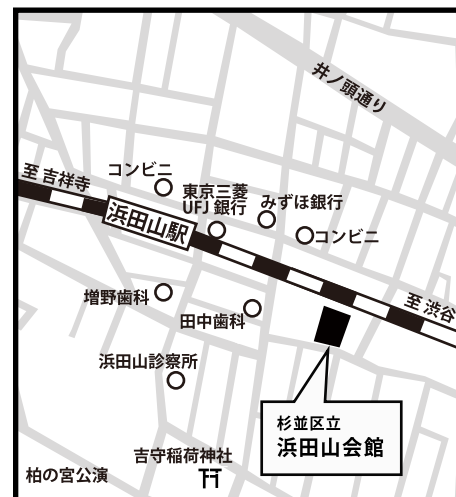 井ノ頭通り
コンビニ
至 吉祥寺
東京三菱
UFJ 銀行
みずほ銀行
浜田山駅
コンビニ
増野歯科
至 渋谷
田中歯科
浜田山診察所
杉並区立
浜田山会館
吉守稲荷神社
柏の宮公演